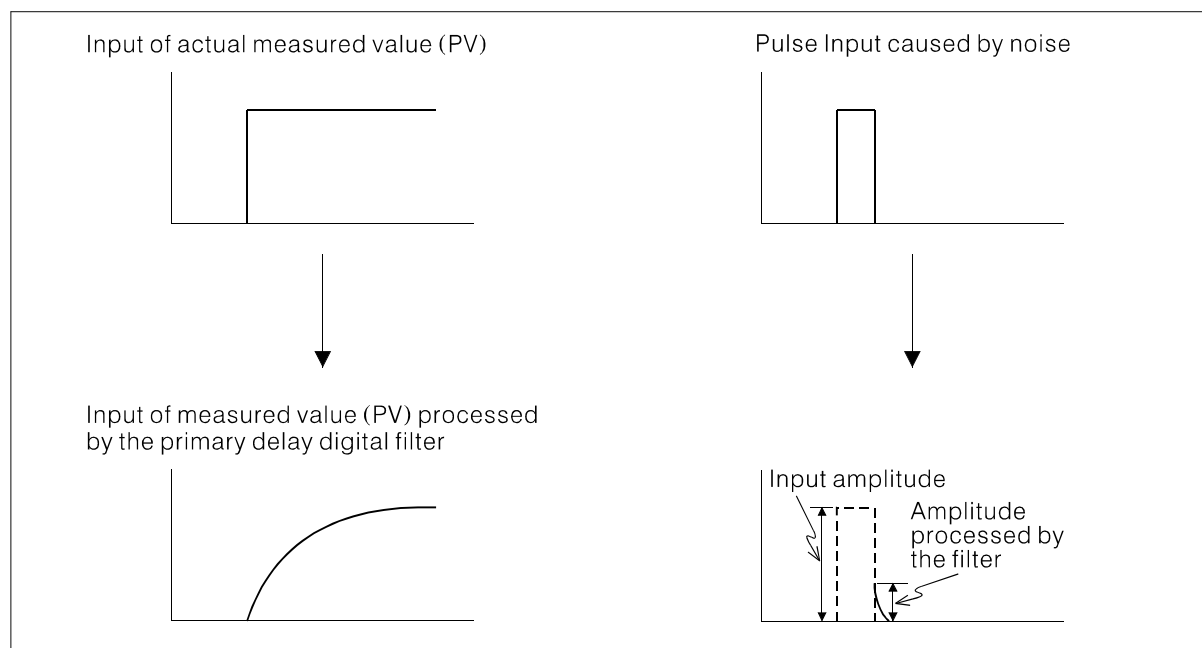 Input of actual measured value (PV)
Pulse Input caused by noise
Input of measured value (PV) processed
by the primary delay digital filter
Input amplitude
Amplitude
processed by
the filter